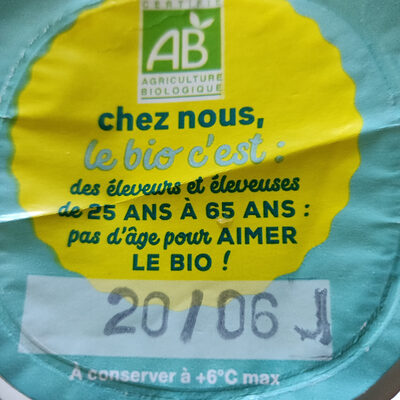 CERTIFIÉ
AB
AGRICULTURE
BIOLOGIQUE
chez nous,
le bio c'est :
des éleveurs et éleveuses
de 25 ANS À 65 ANS :
pas d'âge pour AIMER
LE BIO !
20/06 J
À conserver à +6°C max